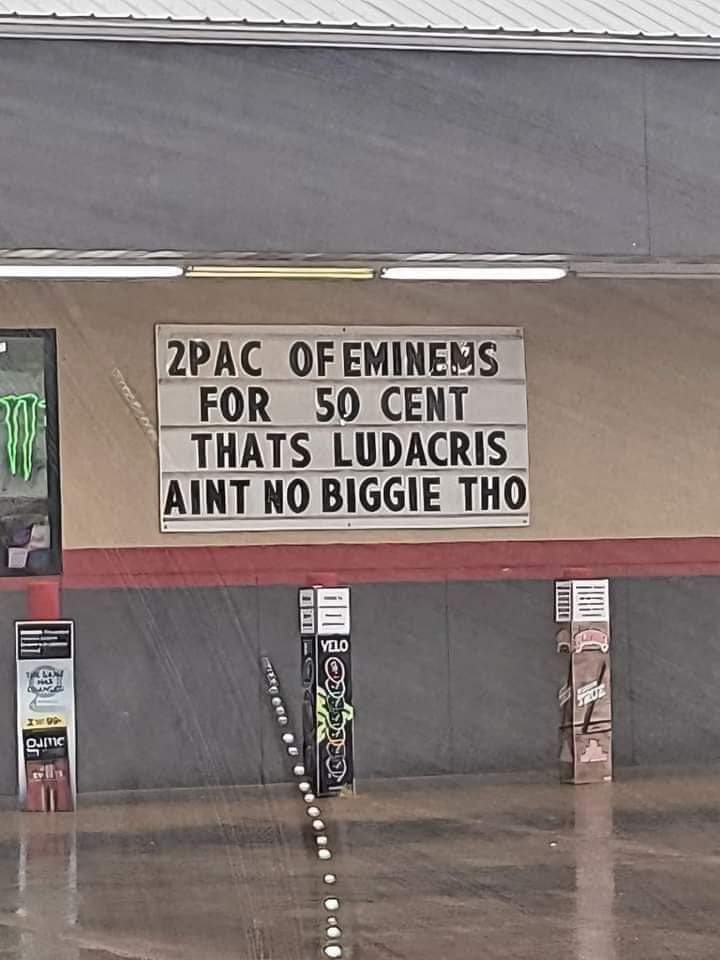 2PAC OF EMINEMS
FOR 50 CENT
THATS LUDACRIS
AINT NO BIGGIE THO
VELO